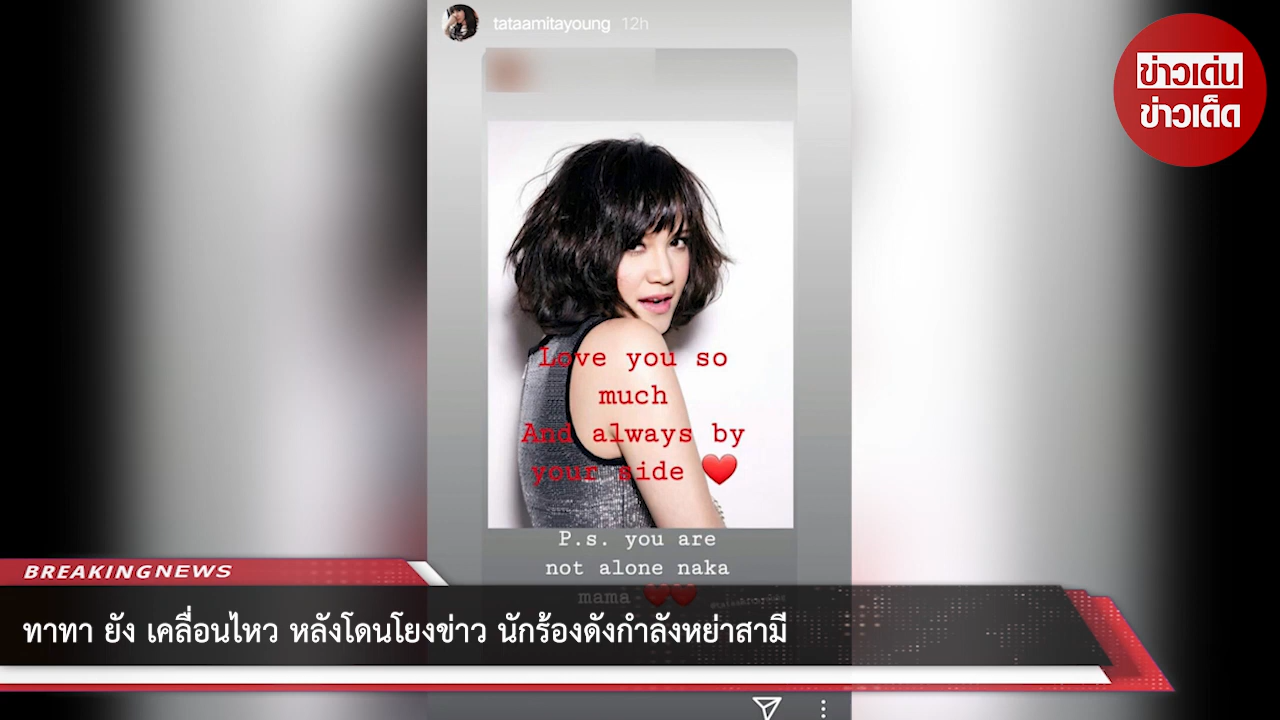 tataamitayoung 12h
ข่าวเด่น
ข่าวเด็ด
Love you so
much
And always by
your side ❤️
P.s. you are
not alone naka
mama ❤️❤️
BREAKINGNEWS
ทาทา ยัง เคลื่อนไหว หลังโดนโยงข่าว นักร้องดังกำลังหย่าสามี